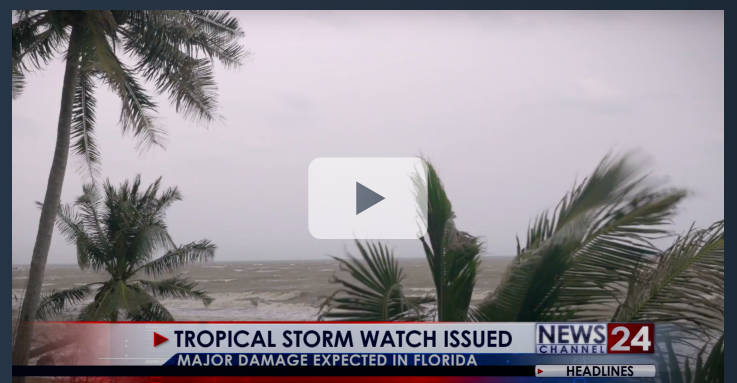 TROPICAL STORM WATCH ISSUED
MAJOR DAMAGE EXPECTED IN FLORIDA
NEWS 24
CHANNEL
HEADLINES